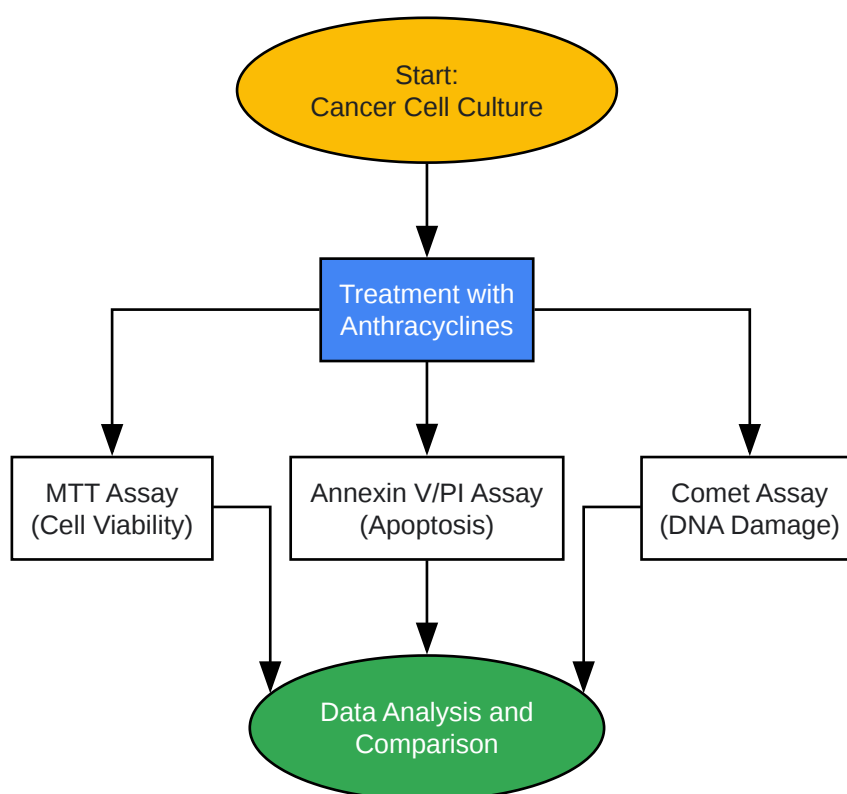 Start:
Cancer Cell Culture
Treatment with
Anthracyclines
MTT Assay
(Cell Viability)
Annexin V/PI Assay
(Apoptosis)
Comet Assay
(DNA Damage)
Data Analysis and
Comparison